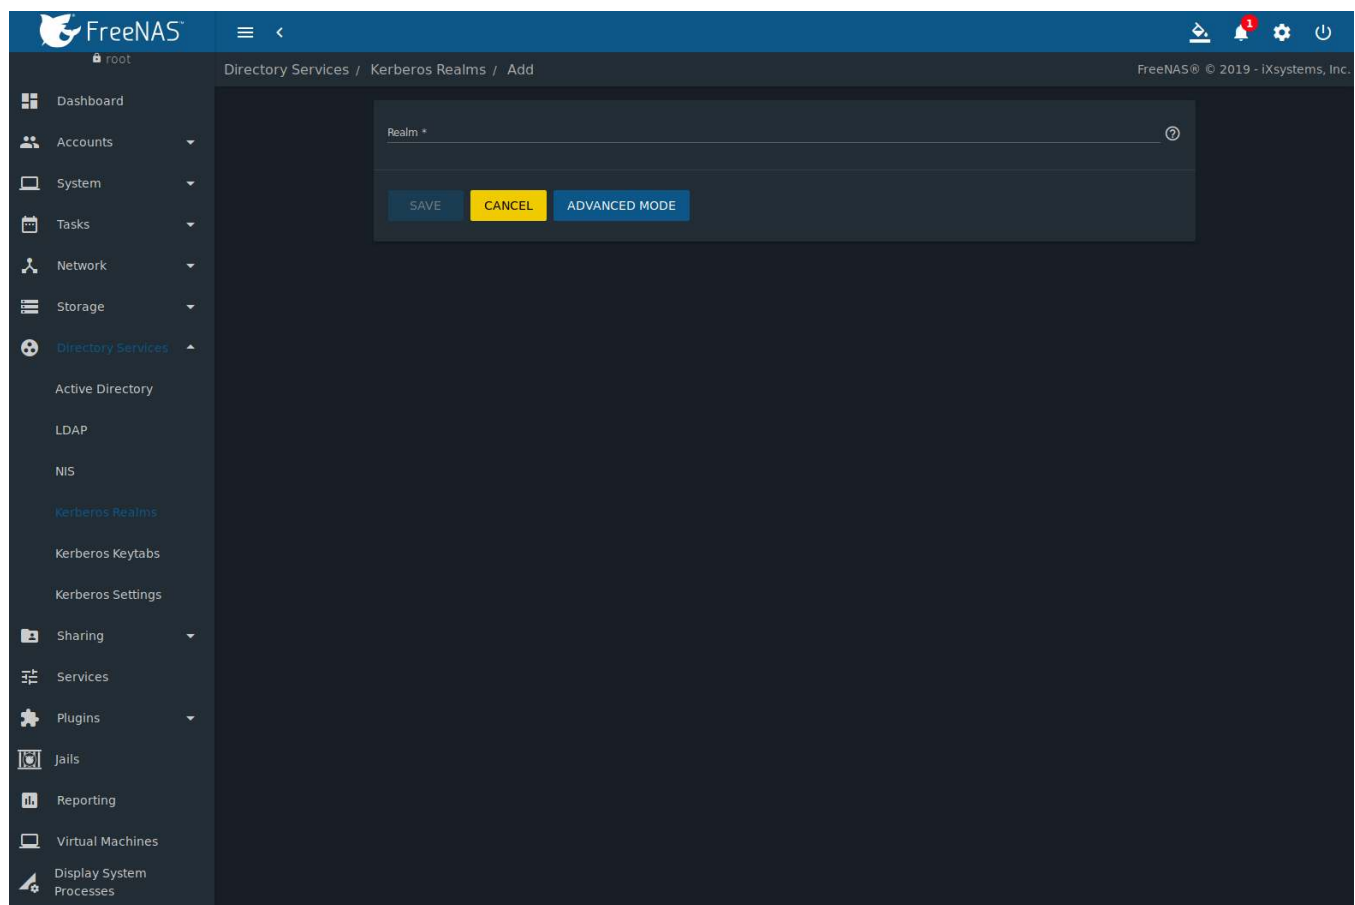 FreeNAS™
1
root
Directory Services / Kerberos Realms / Add
FreeNAS® © 2019 - iXsystems, Inc.
Dashboard
Accounts
System
Tasks
Network
Storage
Directory Services
Active Directory
LDAP
NIS
Kerberos Realms
Kerberos Keytabs
Kerberos Settings
Sharing
Services
Plugins
Jails
Reporting
Virtual Machines
Display System
Processes
Realm *
SAVE
CANCEL
ADVANCED MODE